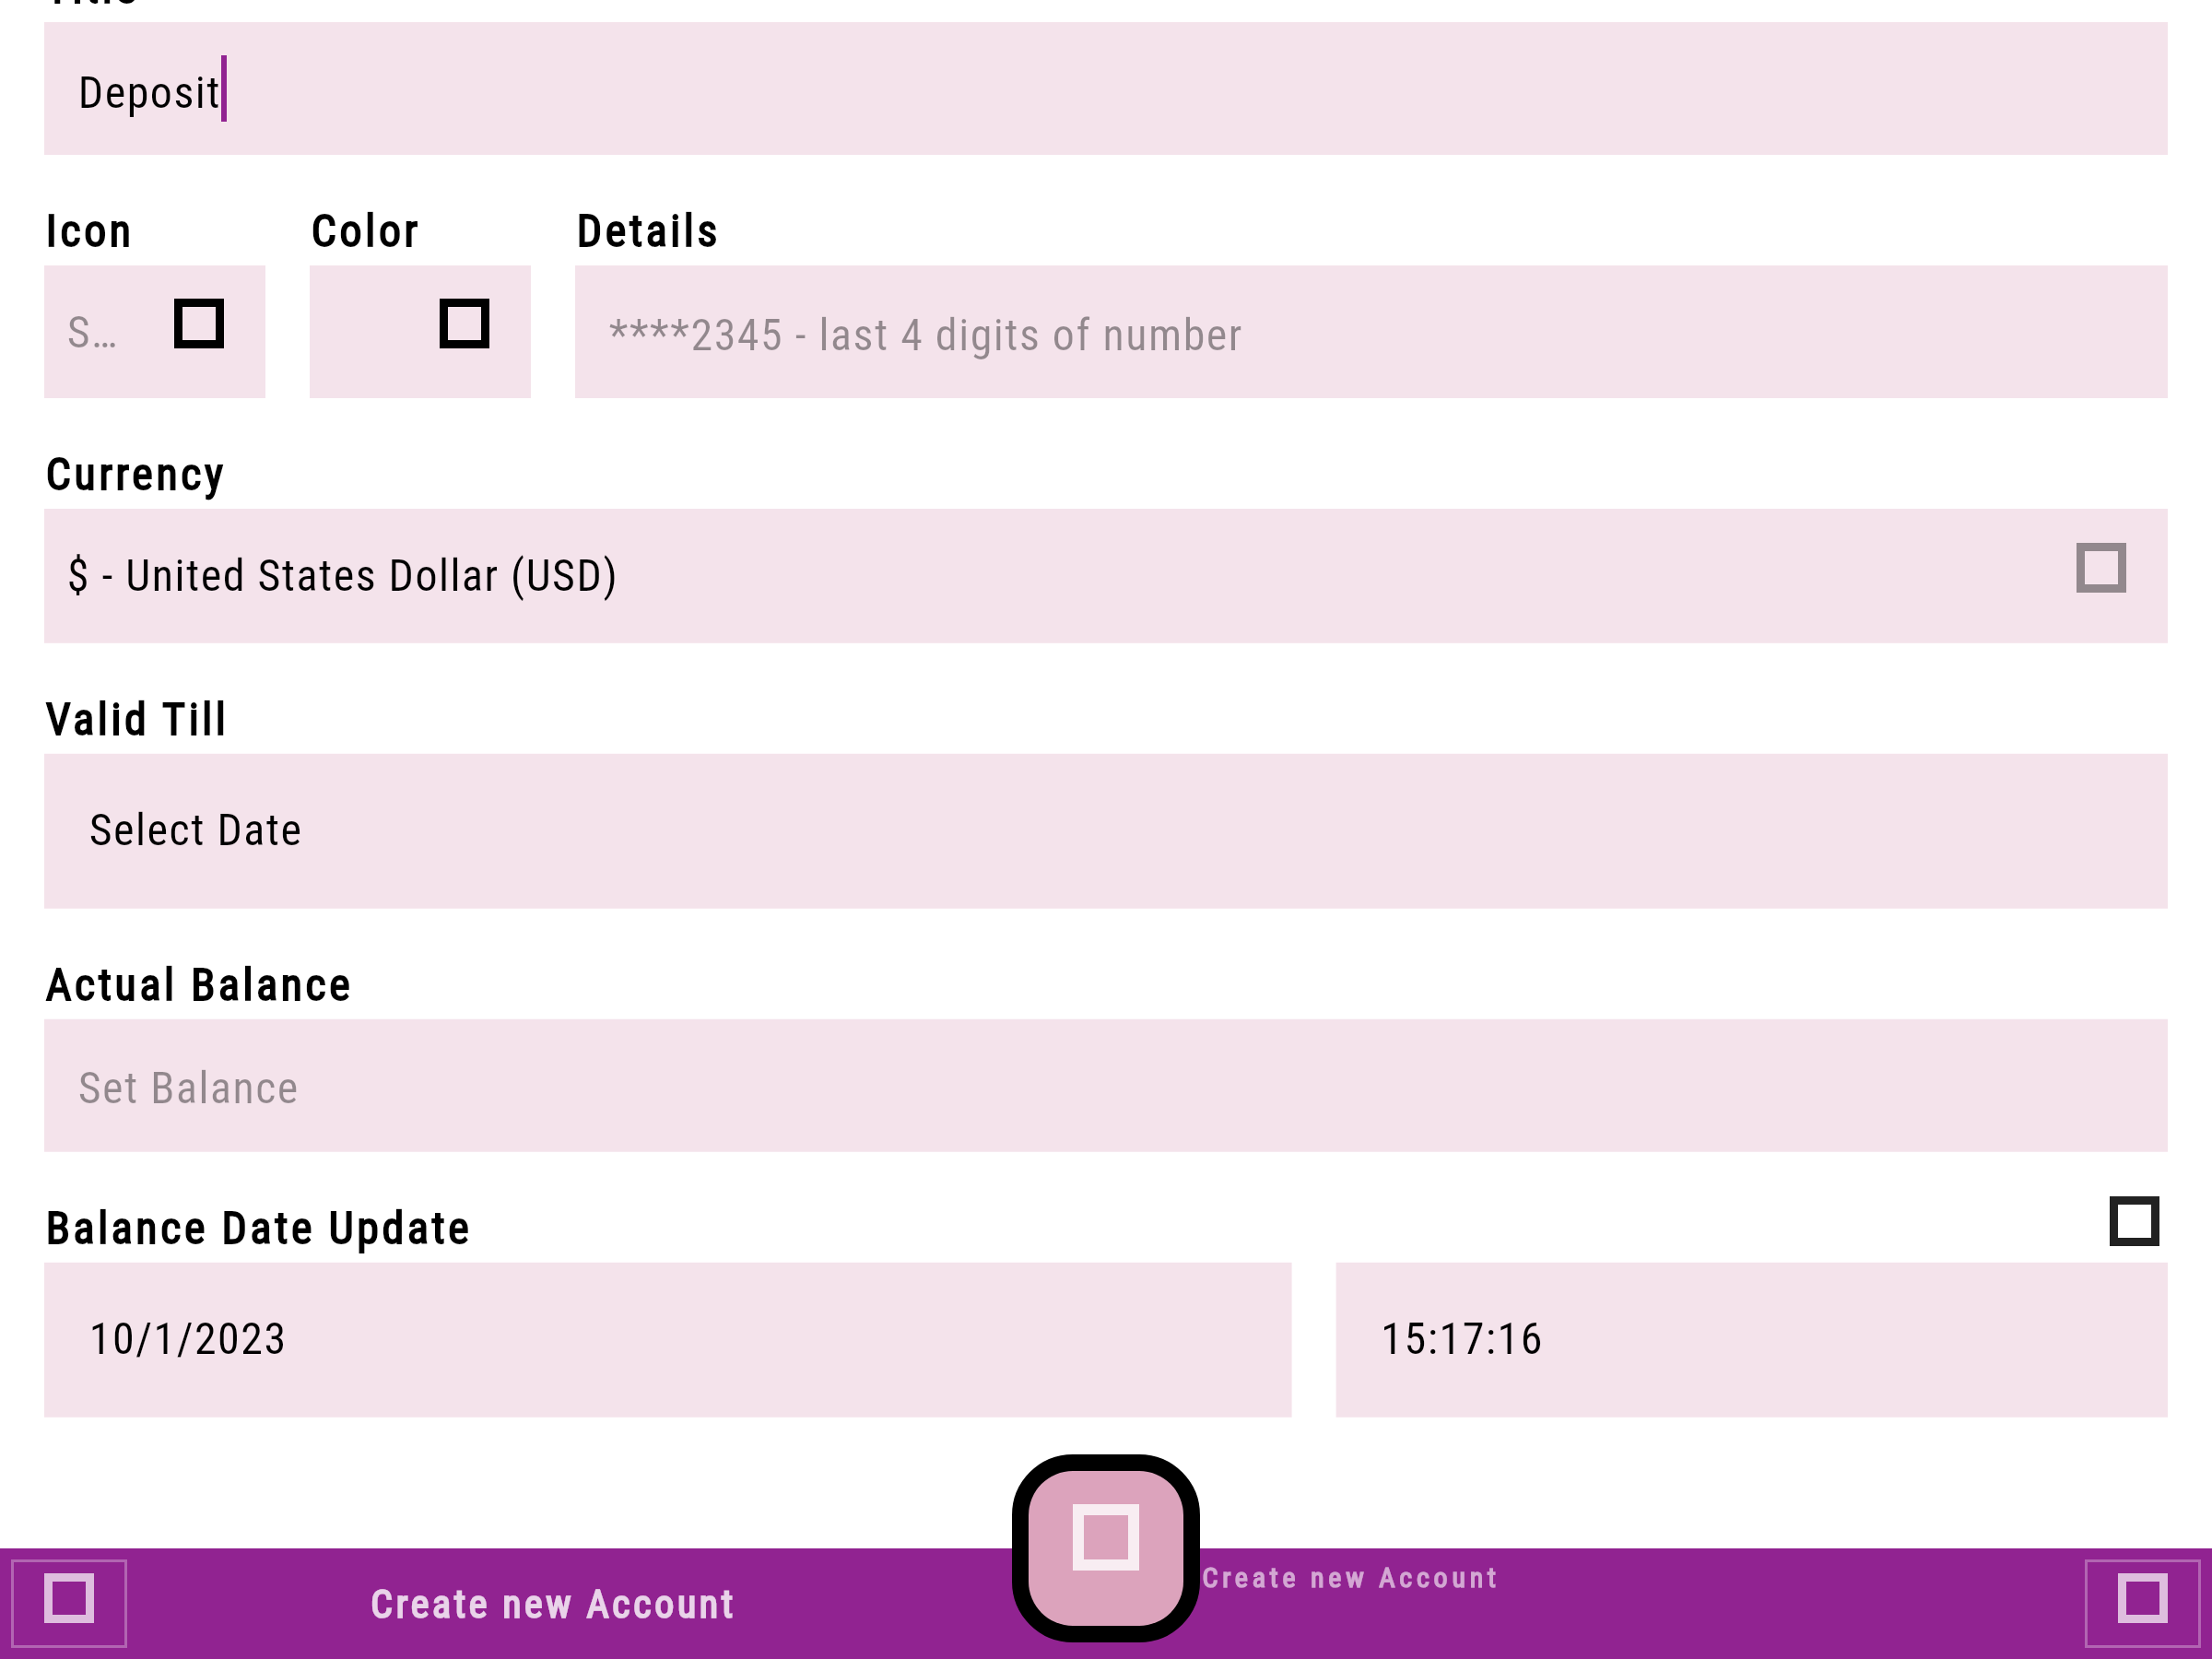 Title
Deposit
Icon Color Details
S… ****2345 - last 4 digits of number
Currency
$ - United States Dollar (USD)
Valid Till
Select Date
Actual Balance
Set Balance
Balance Date Update
10/1/2023 15:17:16
Create new Account Create new Account